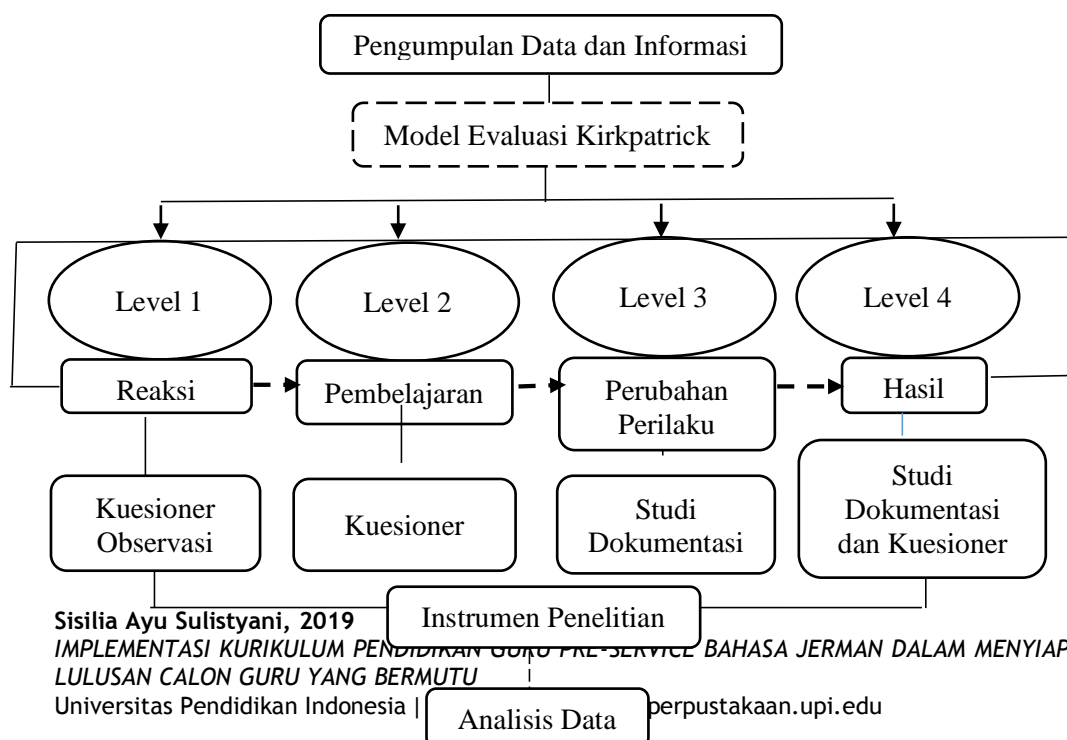 Pengumpulan Data dan Informasi
Model Evaluasi Kirkpatrick
Level 1
Level 2
Level 3
Level 4
Reaksi
Pembelajaran
Perubahan
Perilaku
Hasil
Kuesioner
Observasi
Kuesioner
Studi
Dokumentasi
Studi
Dokumentasi
dan Kuesioner
Instrumen Penelitian
Sisilia Ayu Sulistyani, 2019
IMPLEMENTASI KURIKULUM PENDIDIKAN GURU PRE-SERVICE BAHASA JERMAN DALAM MENYIAP
LULUSAN CALON GURU YANG BERMUTU
Universitas Pendidikan Indonesia | perpustakaan.upi.edu
Analisis Data